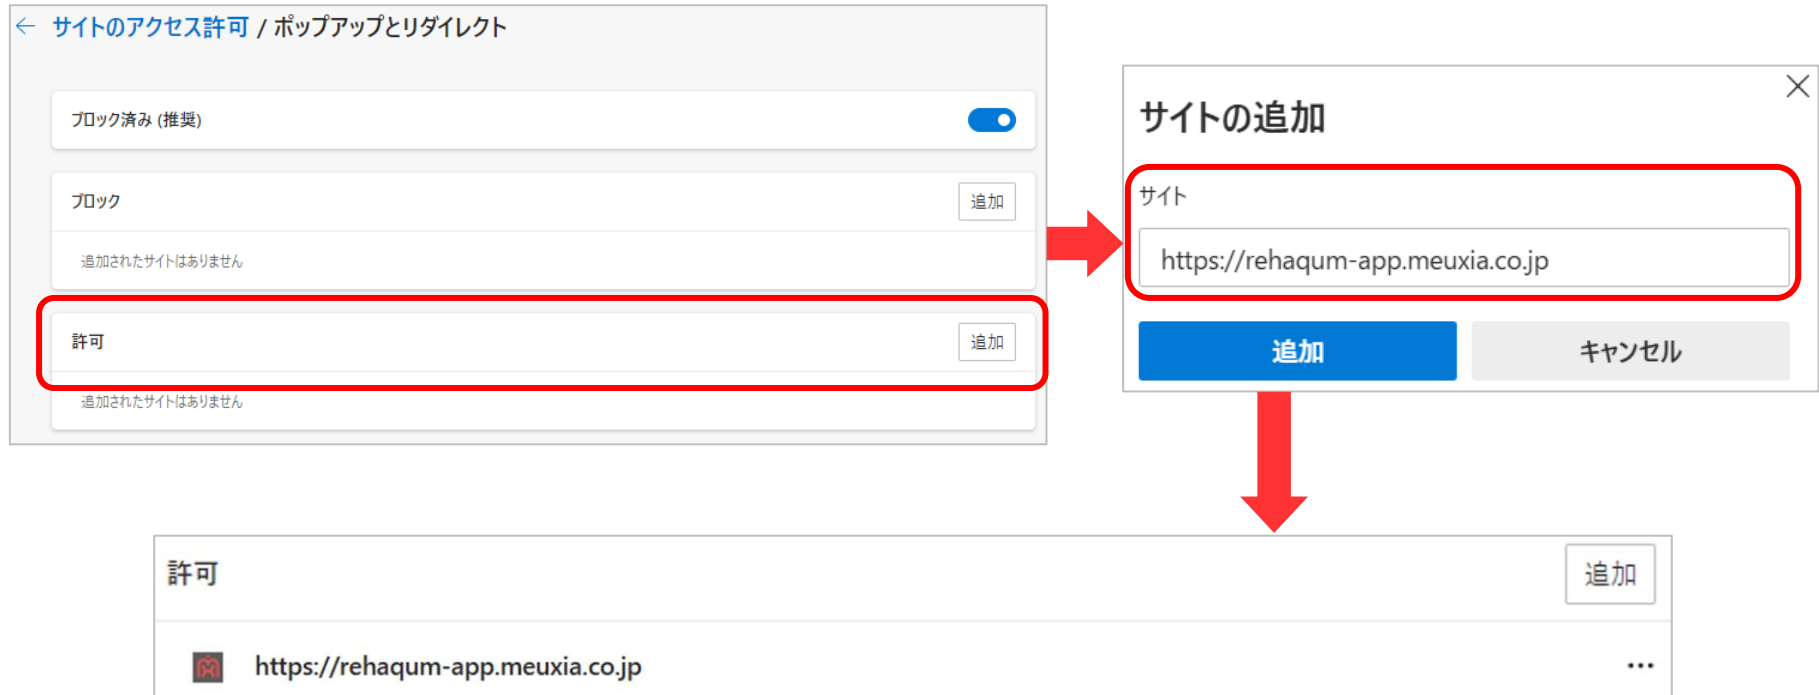 ← サイトのアクセス許可 / ポップアップとリダイレクト
ブロック済み (推奨)
ブロック
追加
追加されたサイトはありません
許可
追加
追加されたサイトはありません
サイトの追加
サイト
https://rehaqum-app.meuxia.co.jp
追加
キャンセル
許可
追加
https://rehaqum-app.meuxia.co.jp